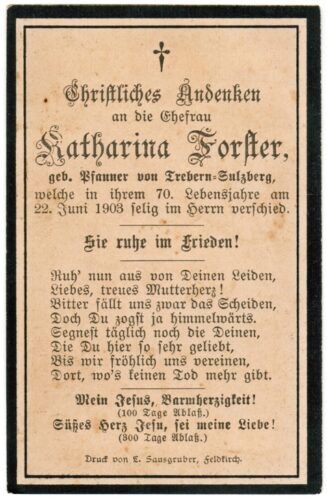 Christliches Andenken
an die Ehefrau
Katharina Forster,
geb. Pfanner von Trebern-Sulzberg,
welche in ihrem 70. Lebensjahre am
22. Juni 1903 selig im Herrn verschied.
Sie ruhe im Frieden!
Ruh' nun aus von Deinen Leiden,
Liebes, treues Mutterherz!
Bitter fällt uns zwar das Scheiden,
Doch Du zogst ja himmelwärts.
Segnest täglich noch die Deinen,
Die Du hier so sehr geliebt,
Bis wir fröhlich uns vereinen,
Dort, wo's keinen Tod mehr gibt.
Mein Jesus, Barmherzigkeit!
(100 Tage Ablaß.)
Süßes Herz Jesu, sei meine Liebe!
(300 Tage Ablaß.)
Druck von L. Sausgruber, Feldkirch.